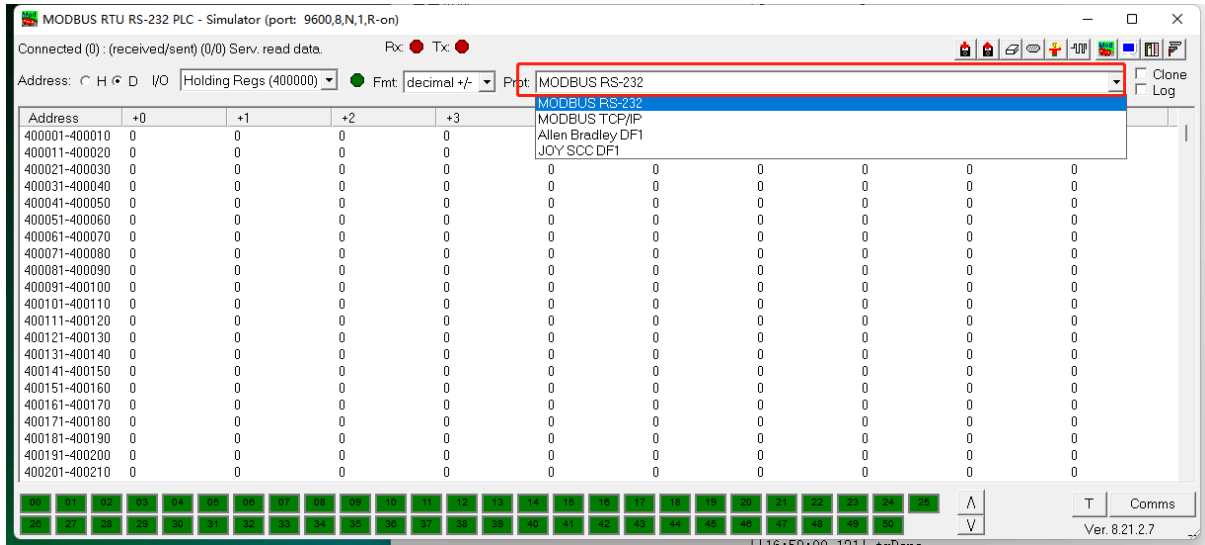 MODBUS RTU RS-232 PLC - Simulator (port: 9600,8,N,1,R-on)
Connected (0) : (received/sent) (0/0) Serv. read data. Rx: Tx:
Address: H D I/O Holding Regs (400000) Fmt: decimal +/- Prot: MODBUS RS-232 Clone
Log
MODBUS RS-232
MODBUS TCP/IP
Allen Bradley DF1
JOY SCC DF1
Address +0 +1 +2 +3
400001-400010 0 0 0 0
400011-400020 0 0 0 0
400021-400030 0 0 0 0 0 0 0 0 0 0
400031-400040 0 0 0 0 0 0 0 0 0 0
400041-400050 0 0 0 0 0 0 0 0 0 0
400051-400060 0 0 0 0 0 0 0 0 0 0
400061-400070 0 0 0 0 0 0 0 0 0 0
400071-400080 0 0 0 0 0 0 0 0 0 0
400081-400090 0 0 0 0 0 0 0 0 0 0
400091-400100 0 0 0 0 0 0 0 0 0 0
400101-400110 0 0 0 0 0 0 0 0 0 0
400111-400120 0 0 0 0 0 0 0 0 0 0
400121-400130 0 0 0 0 0 0 0 0 0 0
400131-400140 0 0 0 0 0 0 0 0 0 0
400141-400150 0 0 0 0 0 0 0 0 0 0
400151-400160 0 0 0 0 0 0 0 0 0 0
400161-400170 0 0 0 0 0 0 0 0 0 0
400171-400180 0 0 0 0 0 0 0 0 0 0
400181-400190 0 0 0 0 0 0 0 0 0 0
400191-400200 0 0 0 0 0 0 0 0 0 0
400201-400210 0 0 0 0 0 0 0 0 0 0
00 01 02 03 04 05 06 07 08 09 10 11 12 13 14 15 16 17 18 19 20 21 22 23 24 25 T Comms
26 27 28 29 30 31 32 33 34 35 36 37 38 39 40 41 42 43 44 45 46 47 48 49 50 Ver. 8.21.2.7